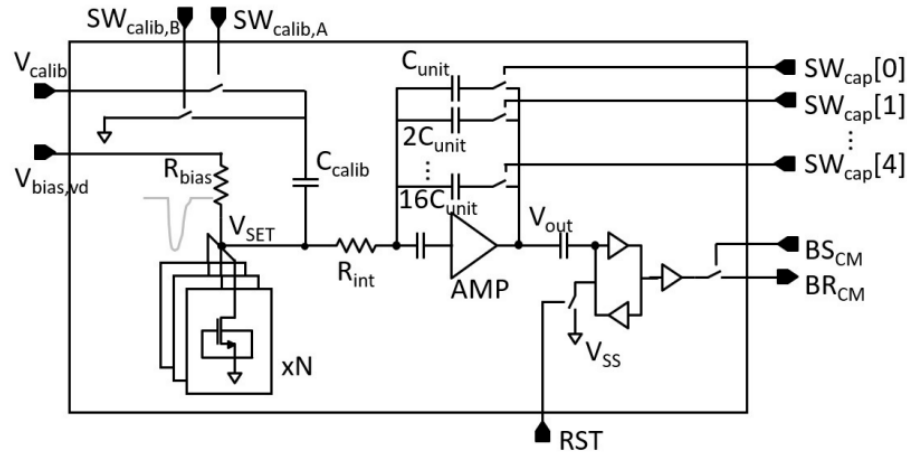 SW_calib,B SW_calib,A
V_calib
C_unit
SW_cap[0]
SW_cap[1]
2C_unit
⋮
⋮
V_bias,vd
R_bias
C_calib
SW_cap[4]
16C_unit
V_SET
V_out
R_int
AMP
BS_CM
BR_CM
V_SS
xN
RST